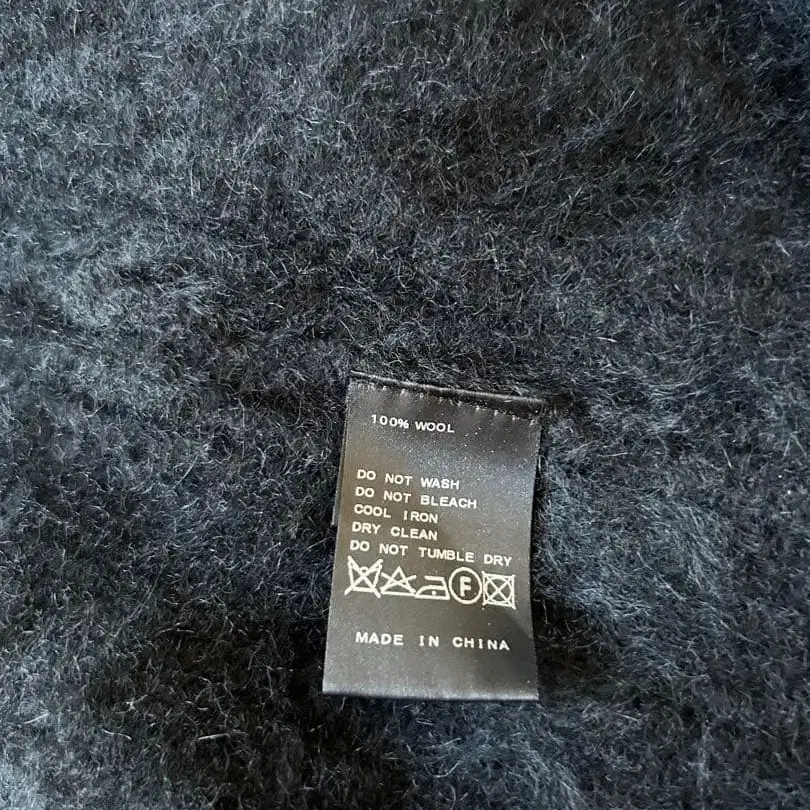 100% WOOL
DO NOT WASH
DO NOT BLEACH
COOL IRON
DRY CLEAN
DO NOT TUMBLE DRY
F
MADE IN CHINA